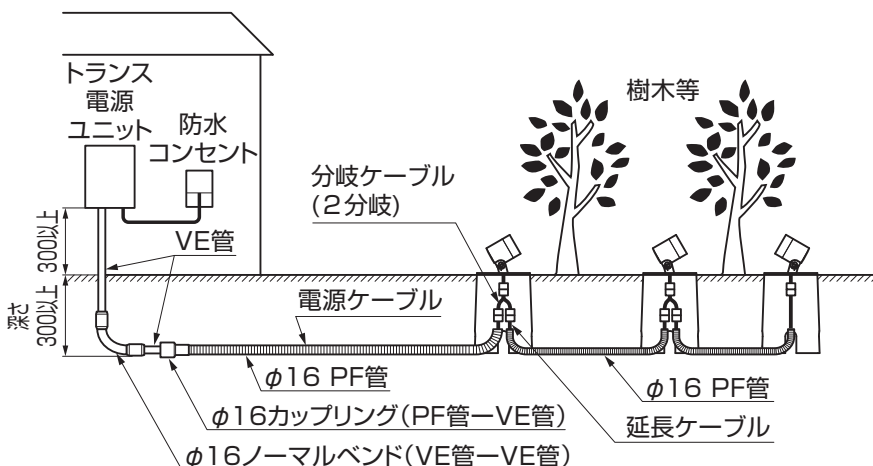 トランス
電源
ユニット
防水
コンセント
樹木等
分岐ケーブル
(2分岐)
300以上
VE管
深さ
300以上
電源ケーブル
φ16 PF管
φ16 PF管
φ16カップリング(PF管ーVE管)
延長ケーブル
φ16ノーマルベンド(VE管ーVE管)